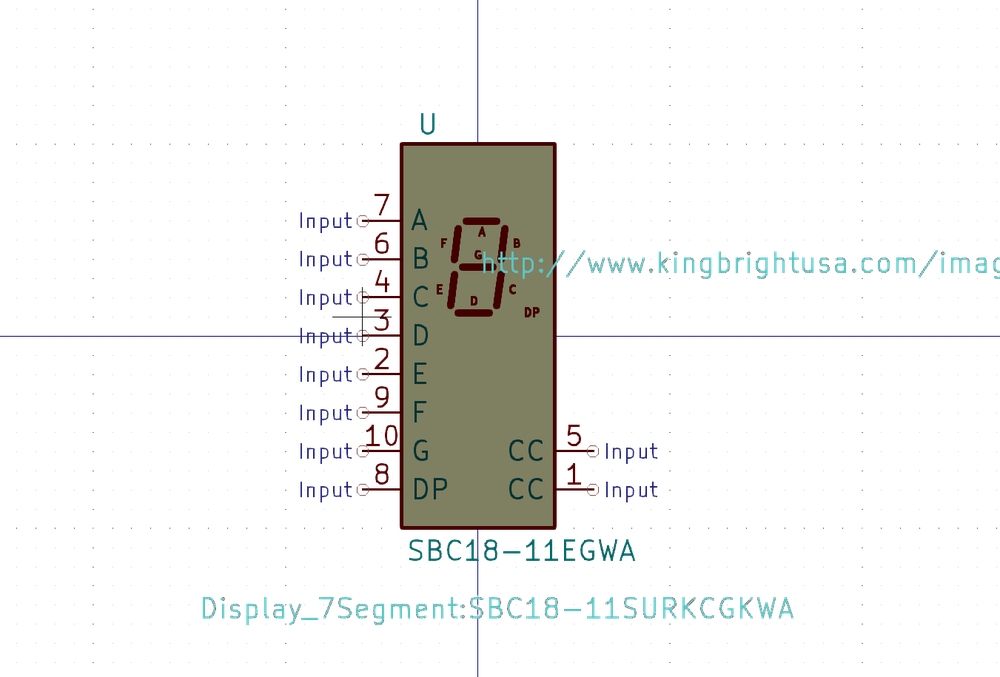 U
Input 7 A
Input 6 B
Input 4 C
Input 3 D
Input 2 E
Input 9 F
Input 10 G CC 5 Input
Input 8 DP CC 1 Input
A
F B
G
http://www.kingbrightusa.com/imag
E C
D
DP
SBC18-11EGWA
Display_7Segment:SBC18-11SURKCGKWA